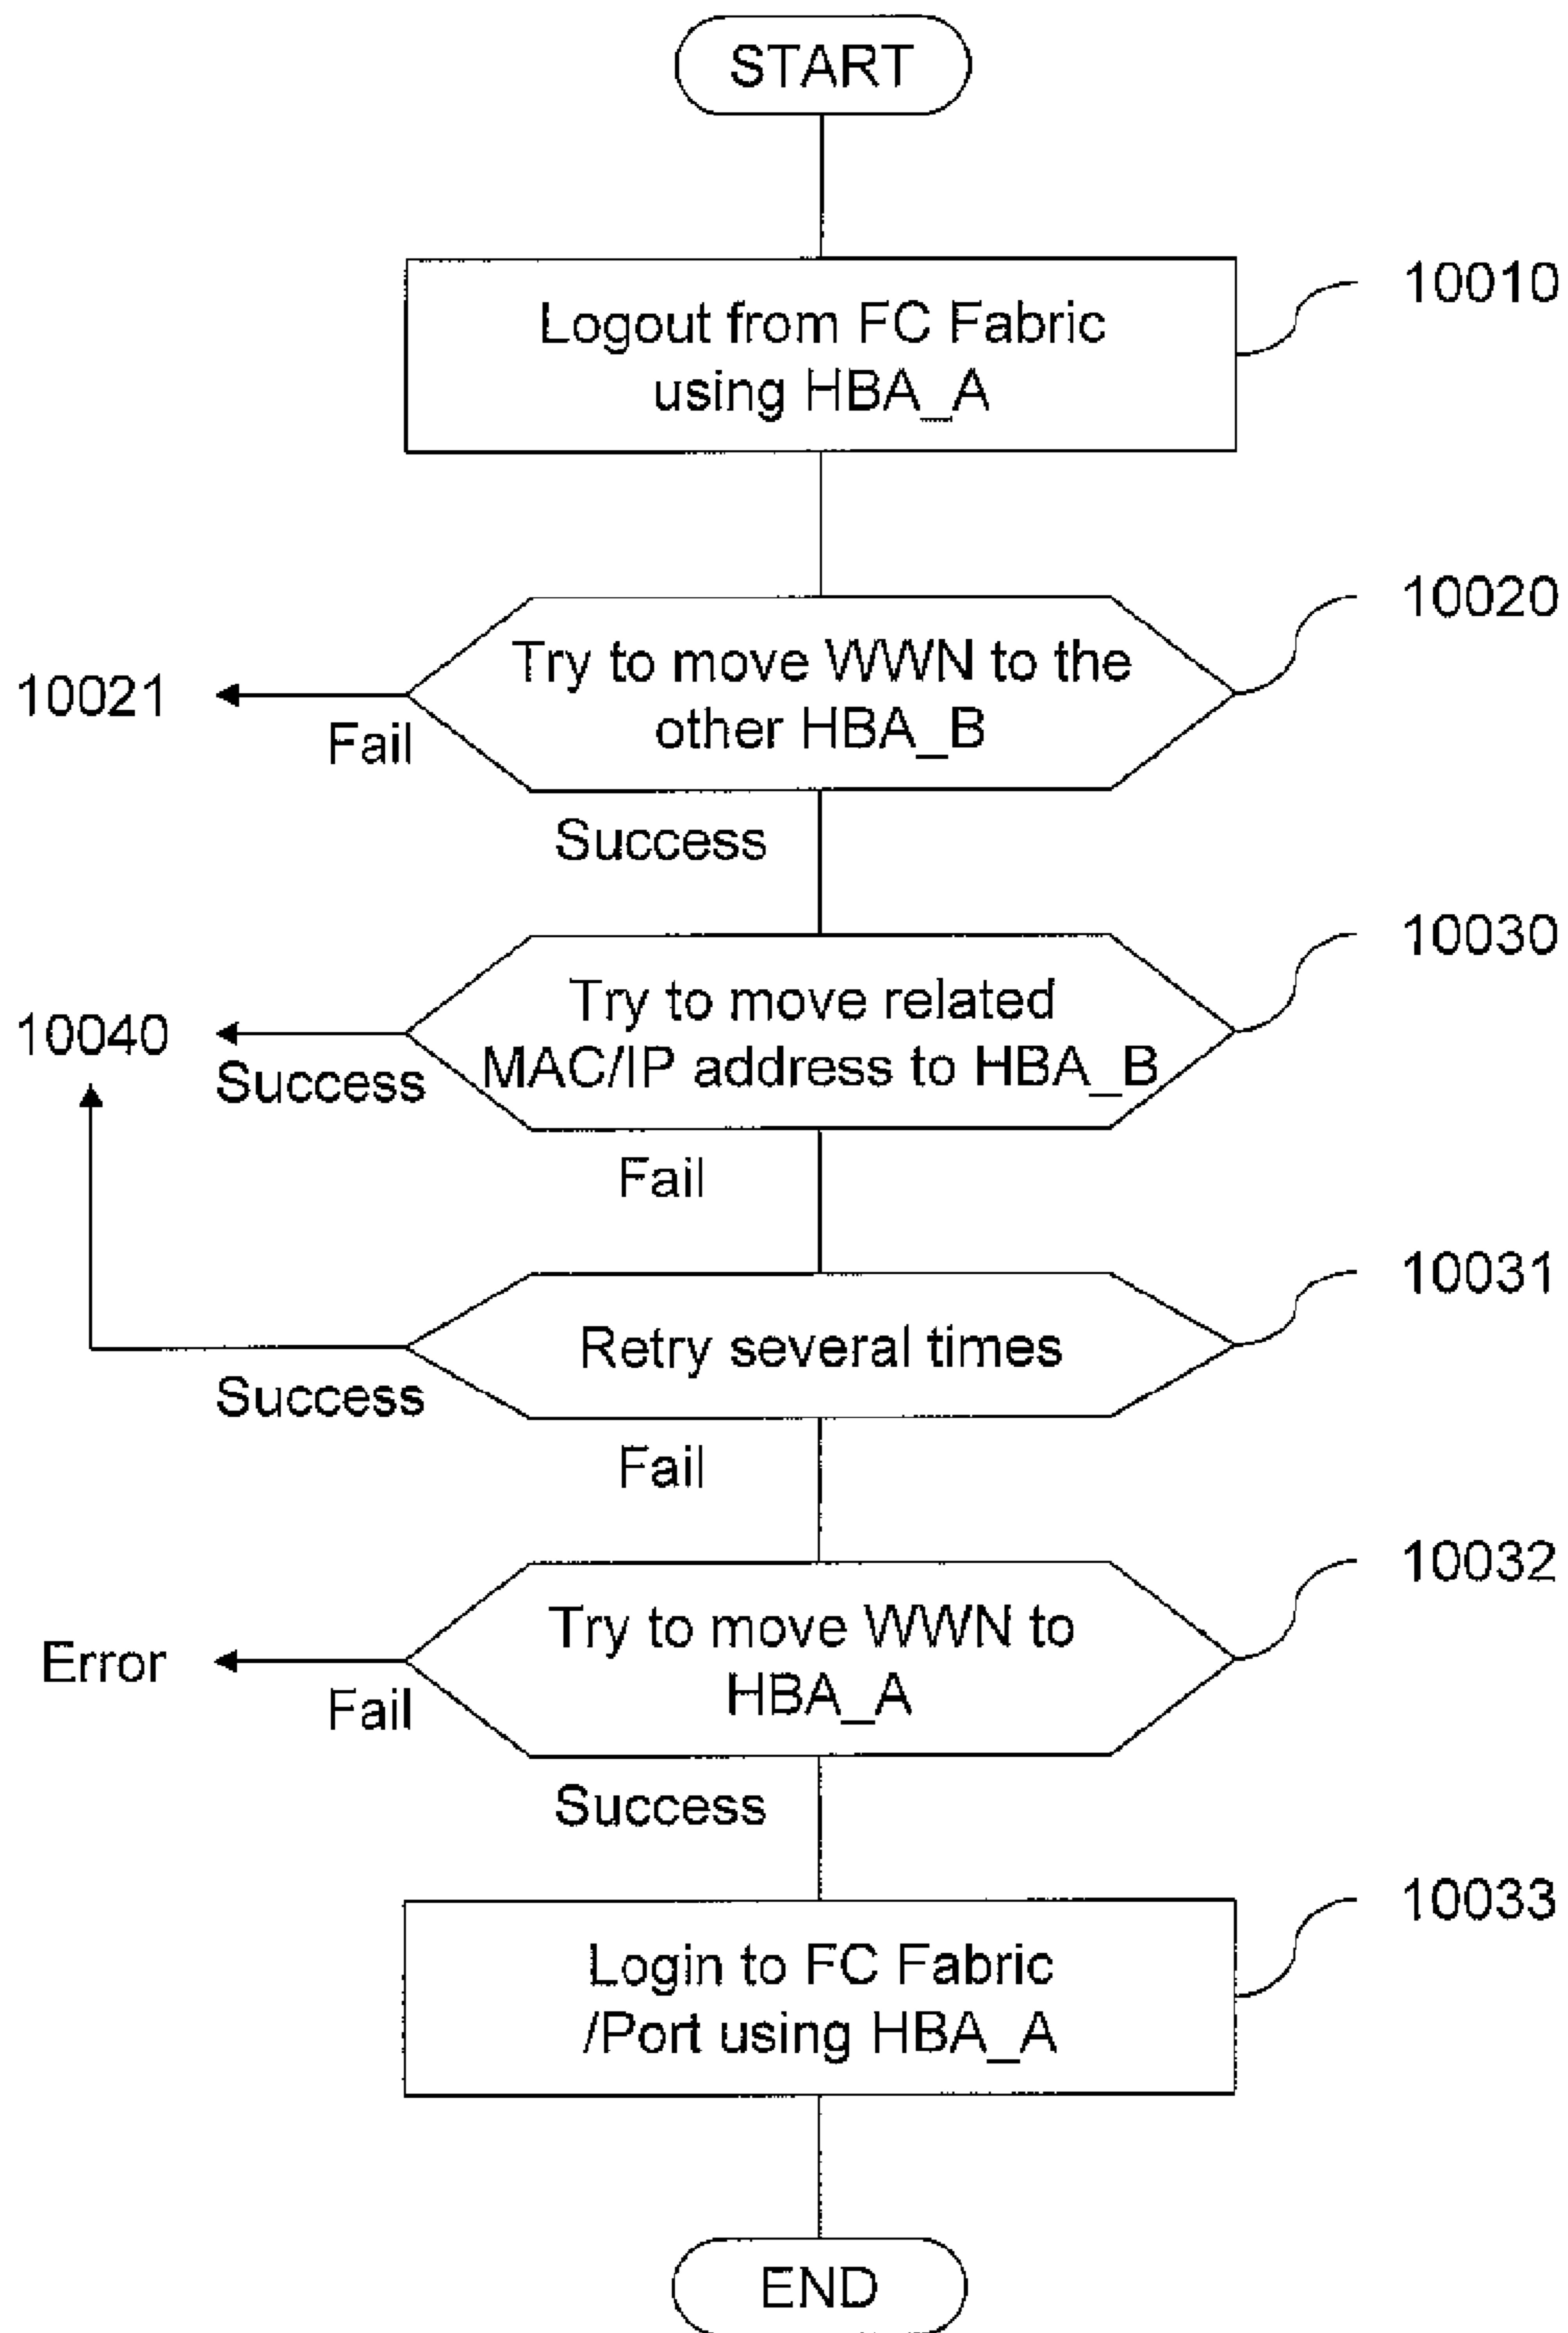 START
Logout from FC Fabric
using HBA_A
10010
Try to move WWN to the
other HBA_B
10020
10021
Fail
Success
Try to move related
MAC/IP address to HBA_B
10030
10040
Success
Fail
Retry several times
10031
Success
Fail
Try to move WWN to
HBA_A
10032
Error
Fail
Success
Login to FC Fabric
/Port using HBA_A
10033
END